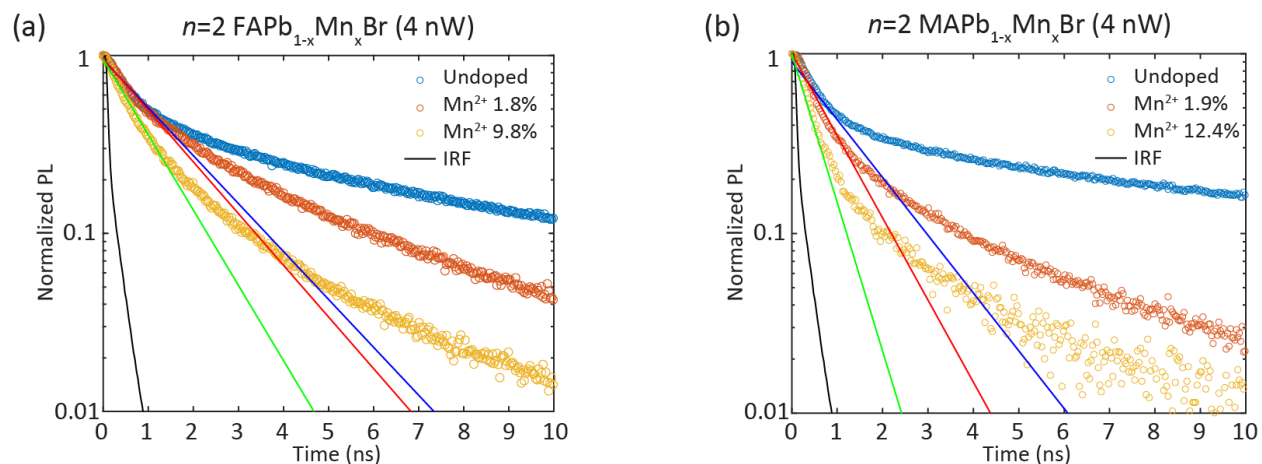 (a) n=2 FAPb₁₋ₓMnₓBr (4 nW)
1
0.1
0.01
Normalized PL
Undoped
Mn²⁺ 1.8%
Mn²⁺ 9.8%
IRF
0 1 2 3 4 5 6 7 8 9 10
Time (ns)
(b) n=2 MAPb₁₋ₓMnₓBr (4 nW)
1
0.1
0.01
Normalized PL
Undoped
Mn²⁺ 1.9%
Mn²⁺ 12.4%
IRF
0 1 2 3 4 5 6 7 8 9 10
Time (ns)